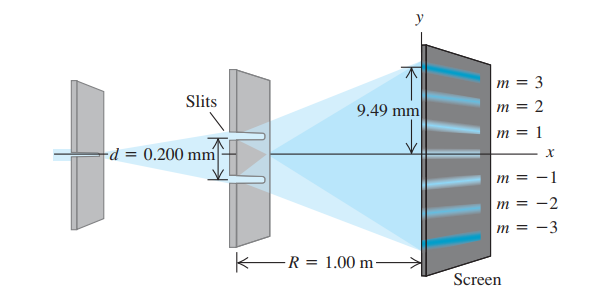 y
Slits
d = 0.200 mm
9.49 mm
m = 3
m = 2
m = 1
x
m = −1
m = −2
m = −3
R = 1.00 m
Screen